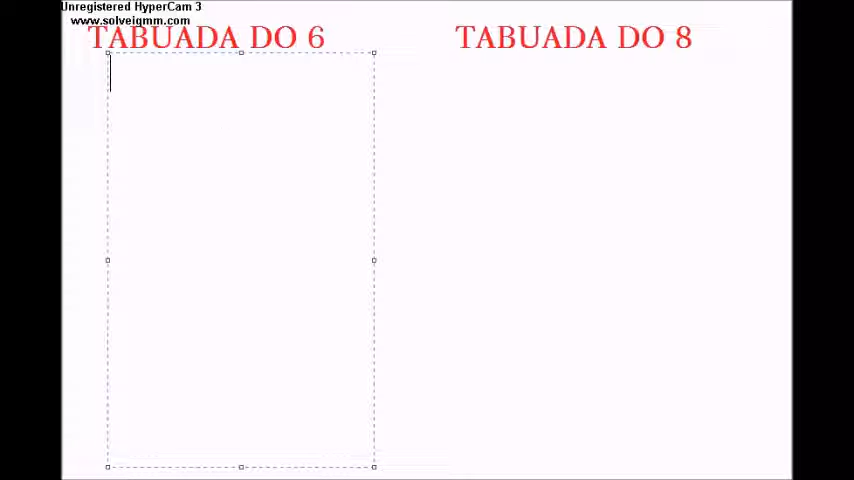 Unregistered HyperCam 3
www.solveigmm.com
TABUADA DO 6
TABUADA DO 8